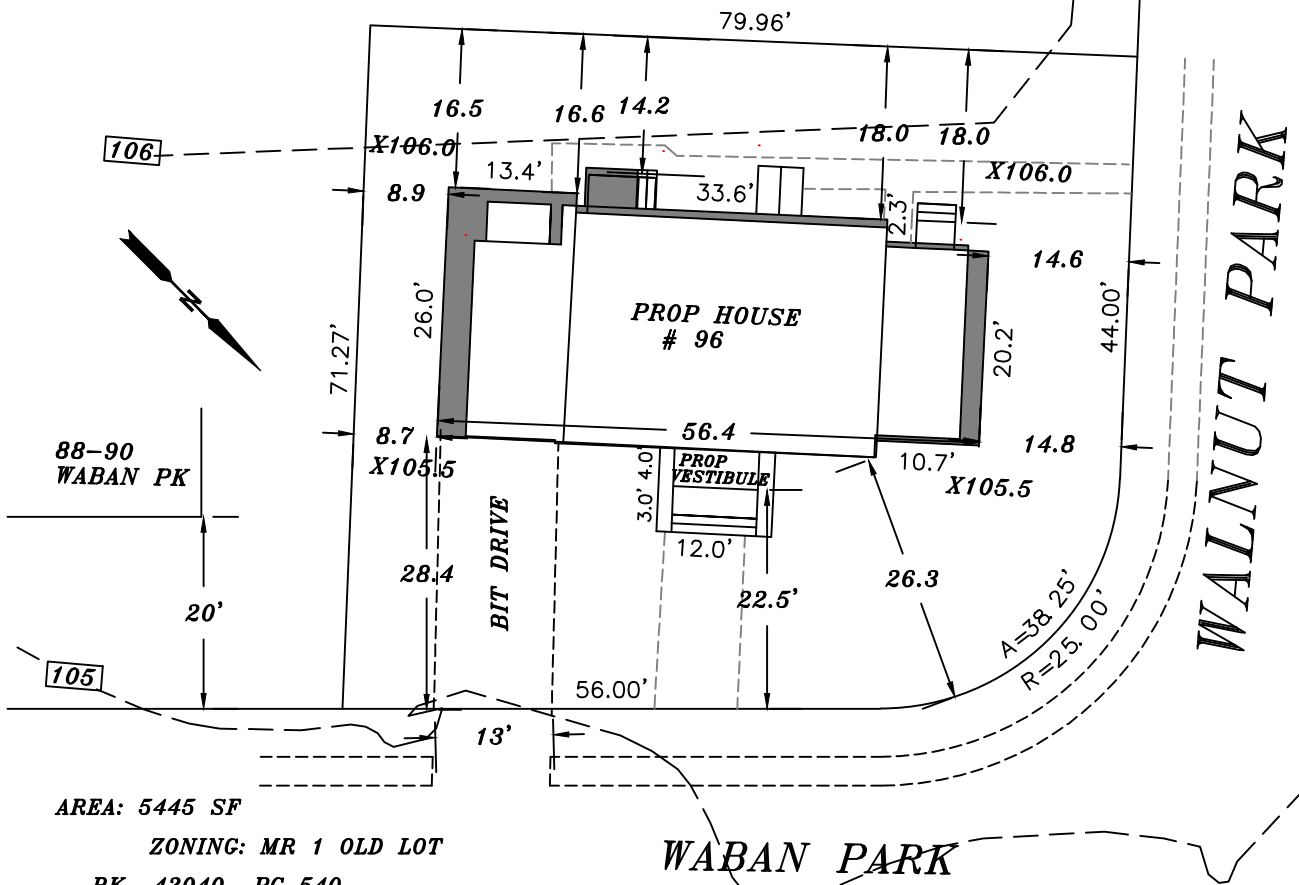 79.96'
16.5
16.6
14.2
18.0
18.0
106
X106.0
X106.0
13.4'
33.6'
8.9
2.3'
14.6
N
26.0'
PROP HOUSE
# 96
20.2'
44.00'
71.27'
WALNUT PARK
8.7
56.4
14.8
88-90
WABAN PK
X105.5
4.0'
PROP
VESTIBULE
10.7'
X105.5
3.0'
12.0'
BIT DRIVE
28.4
22.5'
26.3
20'
A=38.25'
R=25.00'
105
56.00'
13'
AREA: 5445 SF
ZONING: MR 1 OLD LOT
WABAN PARK
BK 42040 PG 540